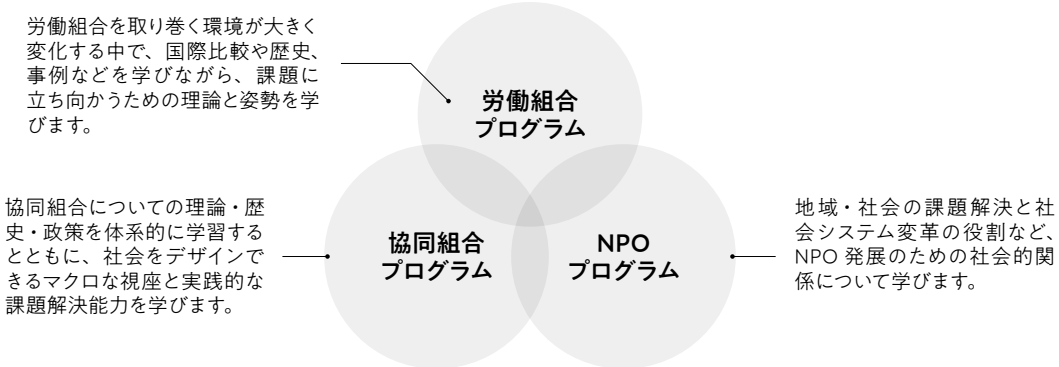 労働組合を取り巻く環境が大きく
変化する中で、国際比較や歴史、
事例などを学びながら、課題に
立ち向かうための理論と姿勢を学
びます。
労働組合
プログラム
協同組合についての理論・歴
史・政策を体系的に学習する
とともに、社会をデザインで
きるマクロな視座と実践的な
課題解決能力を学びます。
協同組合
プログラム
NPO
プログラム
地域・社会の課題解決と社
会システム変革の役割など、
NPO 発展のための社会的関
係について学びます。